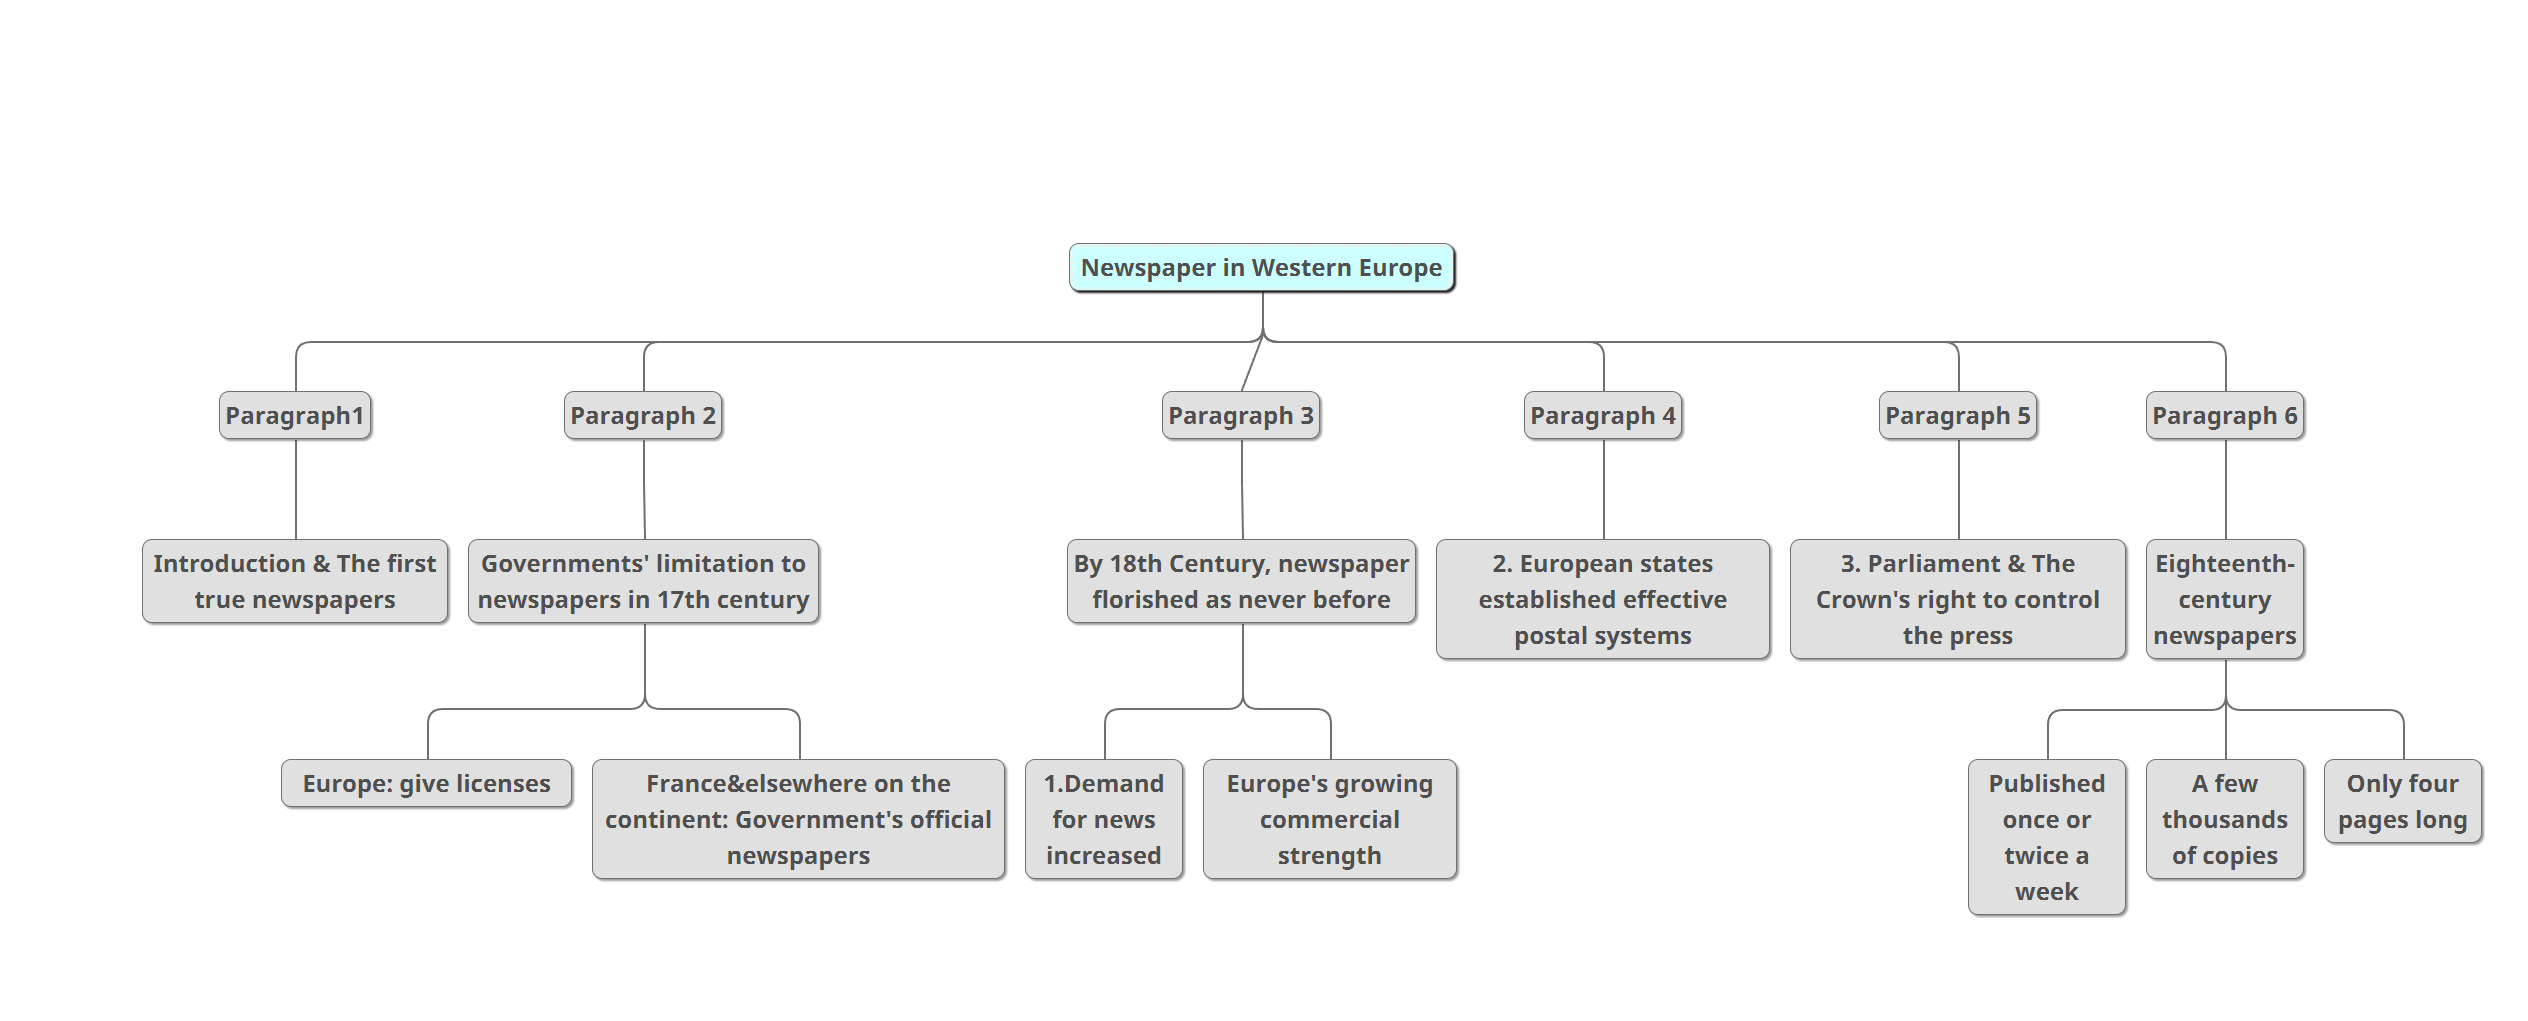 Newspaper in Western Europe
Paragraph1
Paragraph 2
Paragraph 3
Paragraph 4
Paragraph 5
Paragraph 6
Introduction & The first
true newspapers
Governments' limitation to
newspapers in 17th century
By 18th Century, newspaper
florished as never before
2. European states
established effective
postal systems
3. Parliament & The
Crown's right to control
the press
Eighteenth-
century
newspapers
Europe: give licenses
France&elsewhere on the
continent: Government's official
newspapers
1.Demand
for news
increased
Europe's growing
commercial
strength
Published
once or
twice a
week
A few
thousands
of copies
Only four
pages long